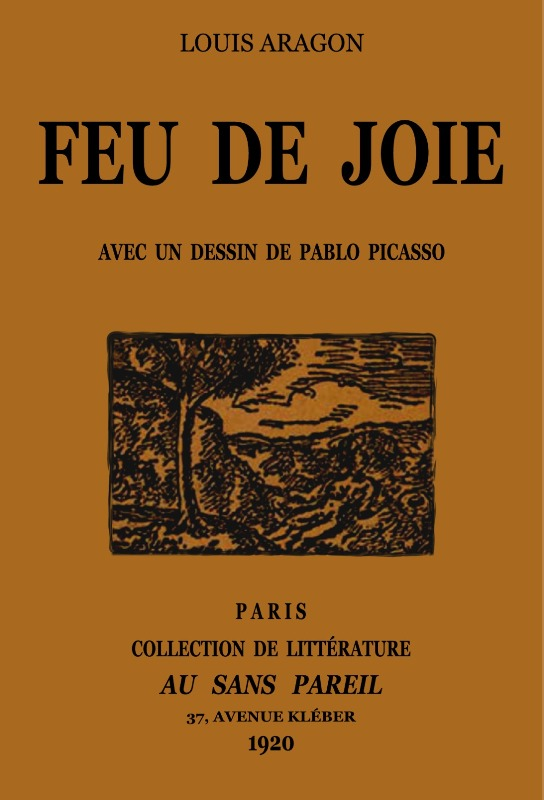 LOUIS ARAGON
FEU DE JOIE
AVEC UN DESSIN DE PABLO PICASSO
PARIS
COLLECTION DE LITTÉRATURE
AU SANS PAREIL
37, AVENUE KLÉBER
1920